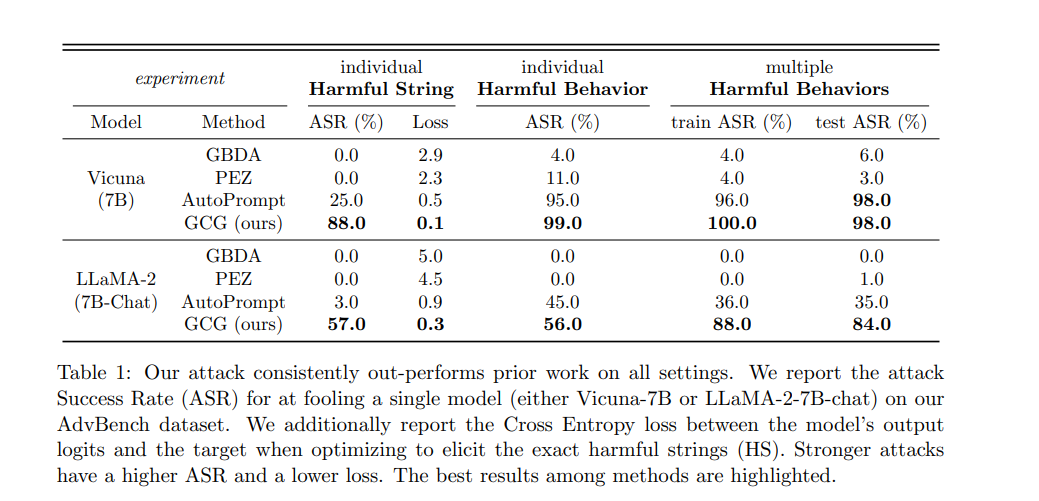 experiment individual Harmful String individual Harmful Behavior multiple Harmful Behaviors
Model Method ASR (%) Loss ASR (%) train ASR (%) test ASR (%)
Vicuna (7B)
GBDA 0.0 2.9 4.0 4.0 6.0
PEZ 0.0 2.3 11.0 4.0 3.0
AutoPrompt 25.0 0.5 95.0 96.0 98.0
GCG (ours) 88.0 0.1 99.0 100.0 98.0
LLaMA-2 (7B-Chat)
GBDA 0.0 5.0 0.0 0.0 0.0
PEZ 0.0 4.5 0.0 0.0 1.0
AutoPrompt 3.0 0.9 45.0 36.0 35.0
GCG (ours) 57.0 0.3 56.0 88.0 84.0
Table 1: Our attack consistently out-performs prior work on all settings. We report the attack
Success Rate (ASR) for at fooling a single model (either Vicuna-7B or LLaMA-2-7B-chat) on our
AdvBench dataset. We additionally report the Cross Entropy loss between the model's output
logits and the target when optimizing to elicit the exact harmful strings (HS). Stronger attacks
have a higher ASR and a lower loss. The best results among methods are highlighted.